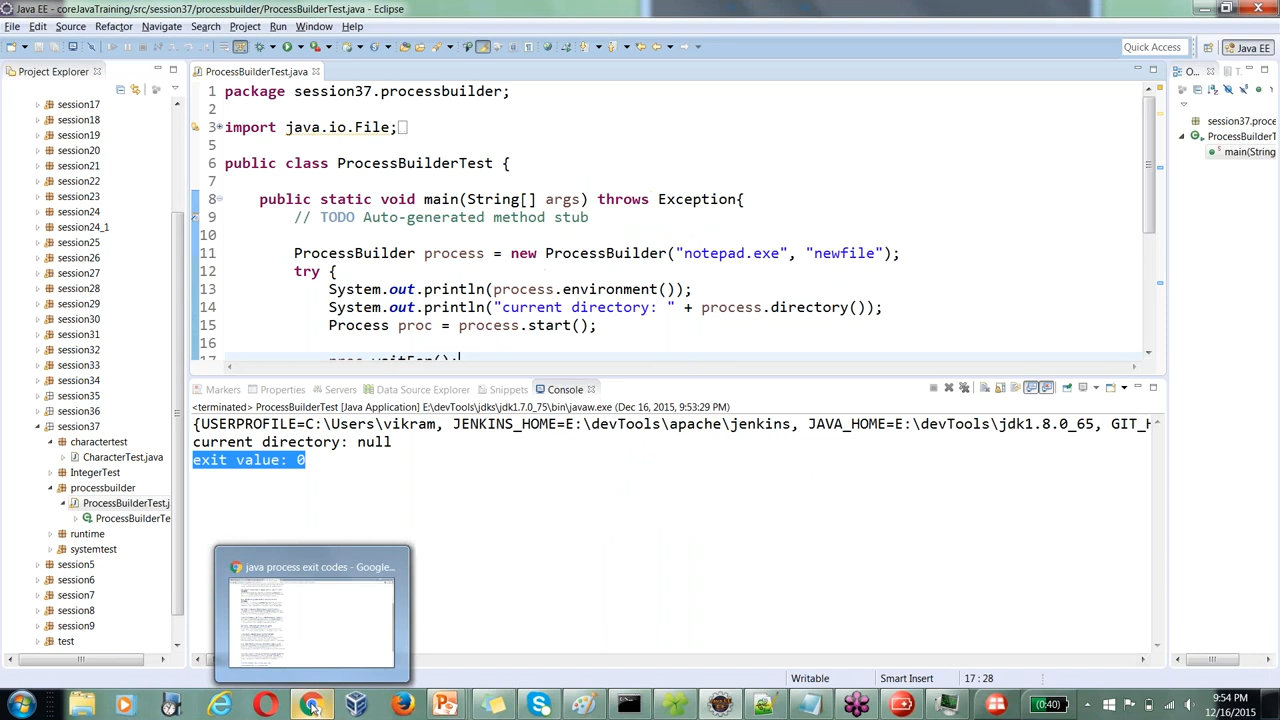 Java EE - coreJavaTraining/src/session37/processbuilder/ProcessBuilderTest.java - Eclipse
File Edit Source Refactor Navigate Search Project Run Window Help
Quick Access
Java EE
Project Explorer
session17
session18
session19
session20
session21
session22
session23
session24
session24_1
session25
session26
session27
session28
session29
session30
session31
session32
session33
session34
session35
session36
session37
charactertest
CharacterTest.java
IntegerTest
processbuilder
ProcessBuilderTest.j
ProcessBuilderTe
runtime
systemtest
session5
session6
session7
session8
session9
test
ProcessBuilderTest.java
1 package session37.processbuilder;
2
3 import java.io.File;
5
6 public class ProcessBuilderTest {
7
8 public static void main(String[] args) throws Exception{
9 // TODO Auto-generated method stub
10
11 ProcessBuilder process = new ProcessBuilder("notepad.exe", "newfile");
12 try {
13 System.out.println(process.environment());
14 System.out.println("current directory: " + process.directory());
15 Process proc = process.start();
16
17 proc.waitFor();
O...
T...
session37.proce
ProcessBuilderT
main(String
Markers Properties Servers Data Source Explorer Snippets Console
<terminated> ProcessBuilderTest [Java Application] E:\devTools\jdks\jdk1.7.0_75\bin\javaw.exe (Dec 16, 2015, 9:53:29 PM)
{USERPROFILE=C:\Users\vikram, JENKINS_HOME=E:\devTools\apache\jenkins, JAVA_HOME=E:\devTools\jdk1.8.0_65, GIT_H
current directory: null
exit value: 0
java process exit codes - Google...
Writable Smart Insert 17 : 28
(0:40)
9:54 PM
12/16/2015